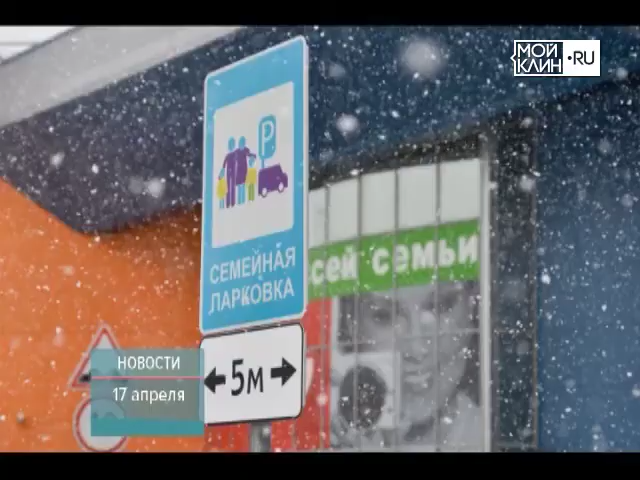 МОЙ
КЛИН.RU
P
СЕМЕЙНАЯ
ПАРКОВКА
сей семьи
5м
НОВОСТИ
17 апреля